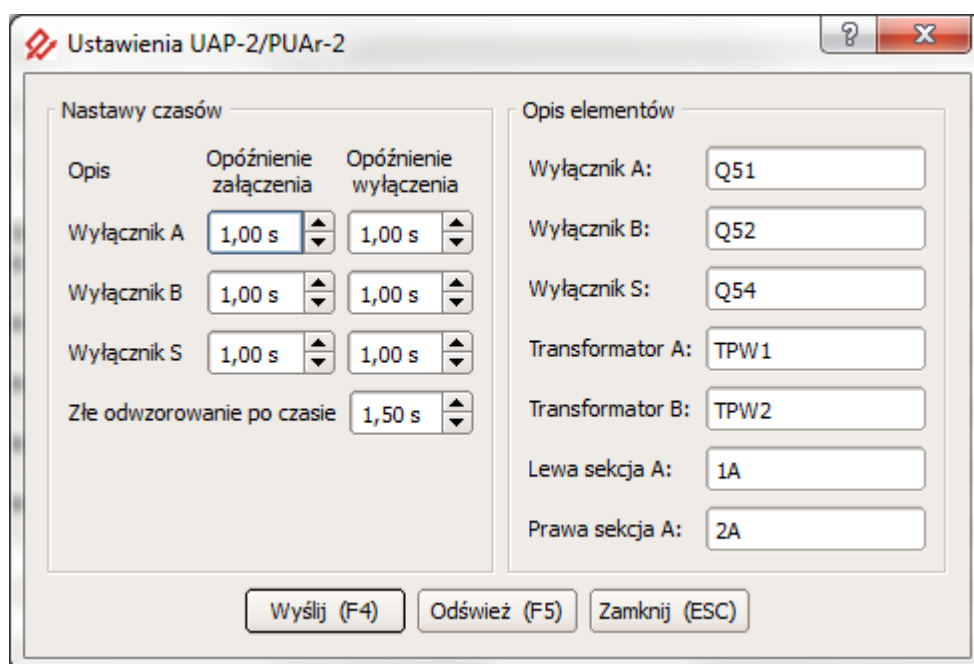 Ustawienia UAP-2/PUAr-2
Nastawy czasów
Opis
Opóźnienie
załączenia
Opóźnienie
wyłączenia
Wyłącznik A 1,00 s 1,00 s
Wyłącznik B 1,00 s 1,00 s
Wyłącznik S 1,00 s 1,00 s
Złe odwzorowanie po czasie 1,50 s
Opis elementów
Wyłącznik A: Q51
Wyłącznik B: Q52
Wyłącznik S: Q54
Transformator A: TPW1
Transformator B: TPW2
Lewa sekcja A: 1A
Prawa sekcja A: 2A
Wyślij (F4) Odśwież (F5) Zamknij (ESC)